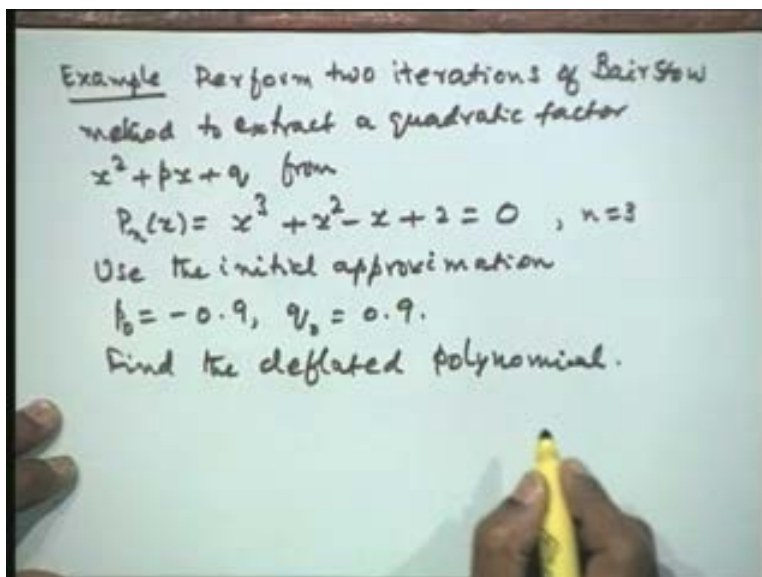 Example Perform two iterations of Bairstow
method to extract a quadratic factor
x² + px + q from
Pₙ(x) = x³ + x² - x + 2 = 0 , n=3
Use the initial approximation
p₀ = -0.9, q₀ = 0.9.
Find the deflated polynomial.